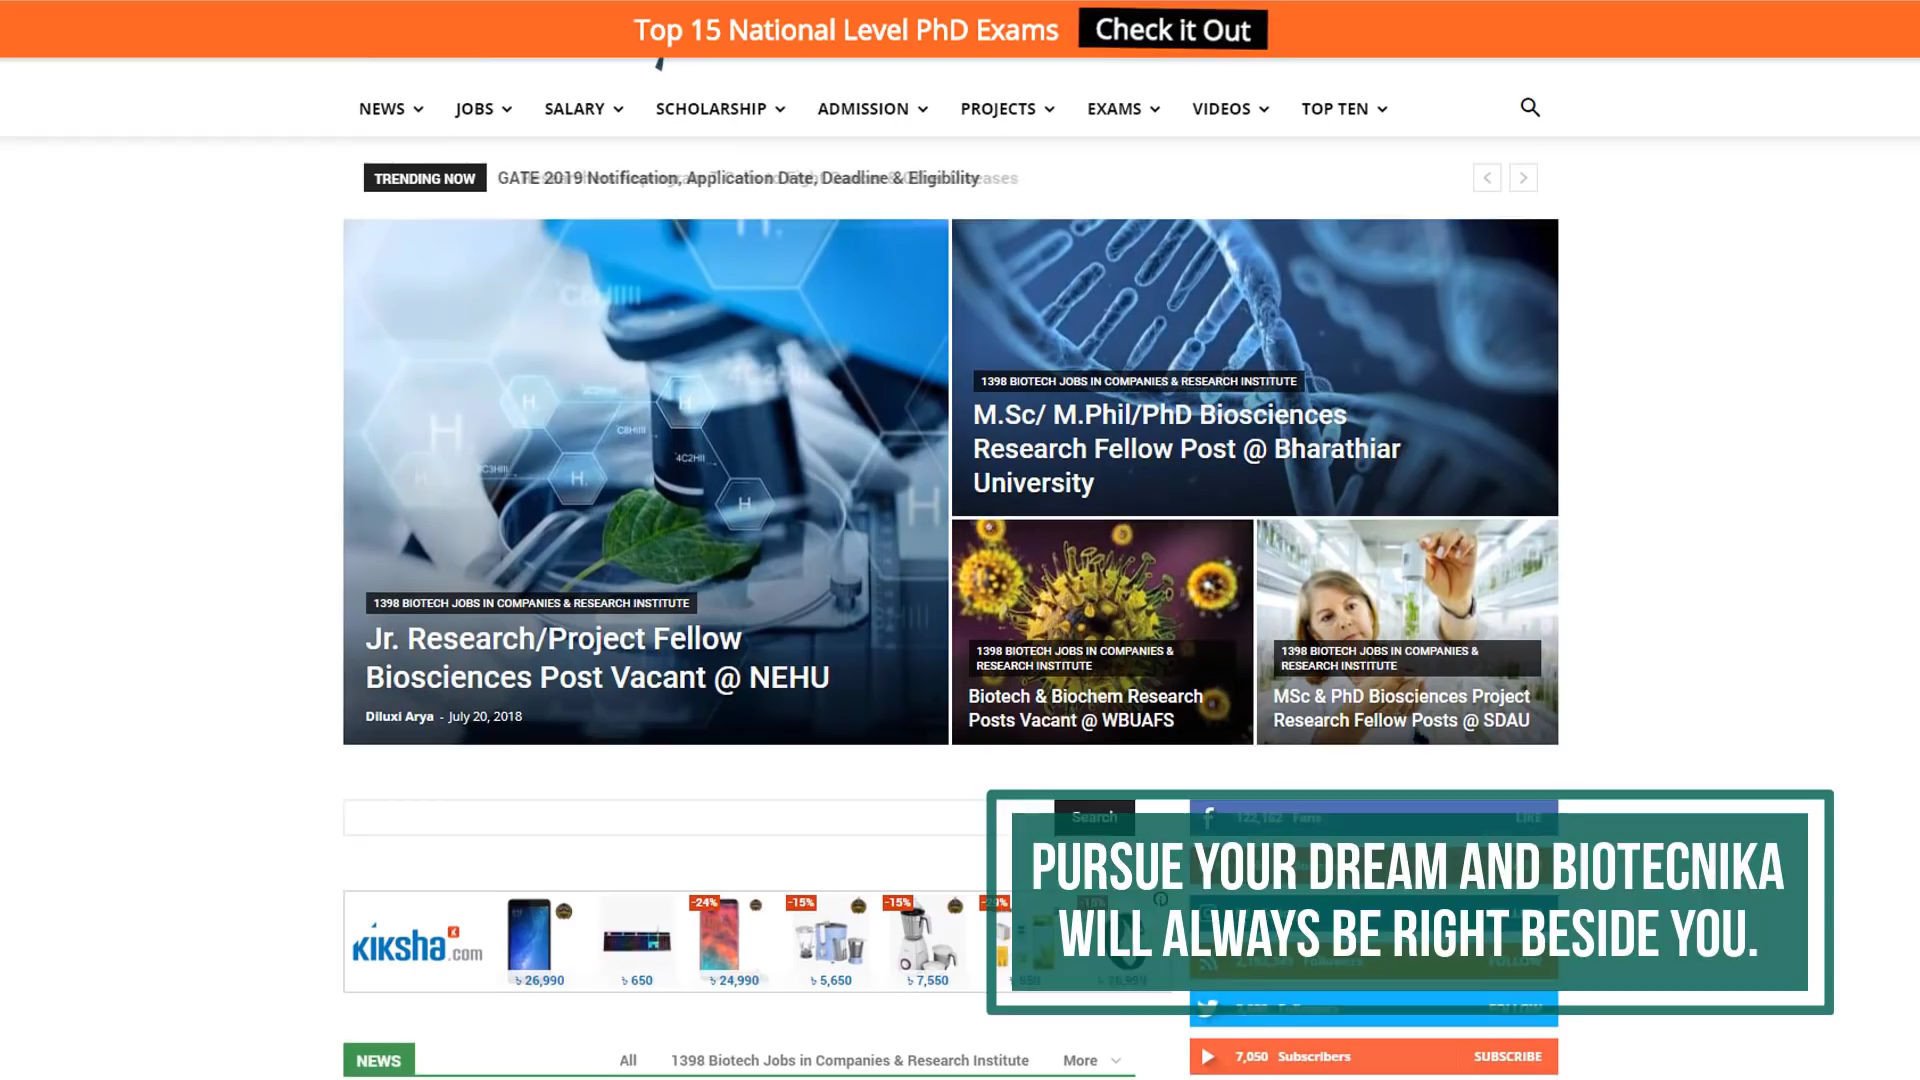 Top 15 National Level PhD Exams Check it Out
NEWS JOBS SALARY SCHOLARSHIP ADMISSION PROJECTS EXAMS VIDEOS TOP TEN
TRENDING NOW GATE 2019 Notification, Application Date, Deadline & Eligibility
1398 BIOTECH JOBS IN COMPANIES & RESEARCH INSTITUTE
M.Sc/ M.Phil/PhD Biosciences
Research Fellow Post @ Bharathiar
University
1398 BIOTECH JOBS IN COMPANIES & RESEARCH INSTITUTE
Jr. Research/Project Fellow
Biosciences Post Vacant @ NEHU
Diluxi Arya - July 20, 2018
1398 BIOTECH JOBS IN COMPANIES &
RESEARCH INSTITUTE
Biotech & Biochem Research
Posts Vacant @ WBUAFS
1398 BIOTECH JOBS IN COMPANIES &
RESEARCH INSTITUTE
MSc & PhD Biosciences Project
Research Fellow Posts @ SDAU
Search
122,162 Fans LIKE
PURSUE YOUR DREAM AND BIOTECNIKA
WILL ALWAYS BE RIGHT BESIDE YOU.
-24% -15% -15%
kiksha.com
৳ 26,990 ৳ 650 ৳ 24,990 ৳ 5,650 ৳ 7,550
NEWS All 1398 Biotech Jobs in Companies & Research Institute More
7,050 Subscribers SUBSCRIBE